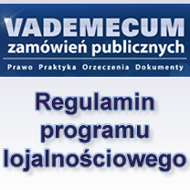 VADEMECUM
zamówień publicznych
Prawo Praktyka Orzeczenia Dokumenty
Regulamin
programu
lojalnościowego